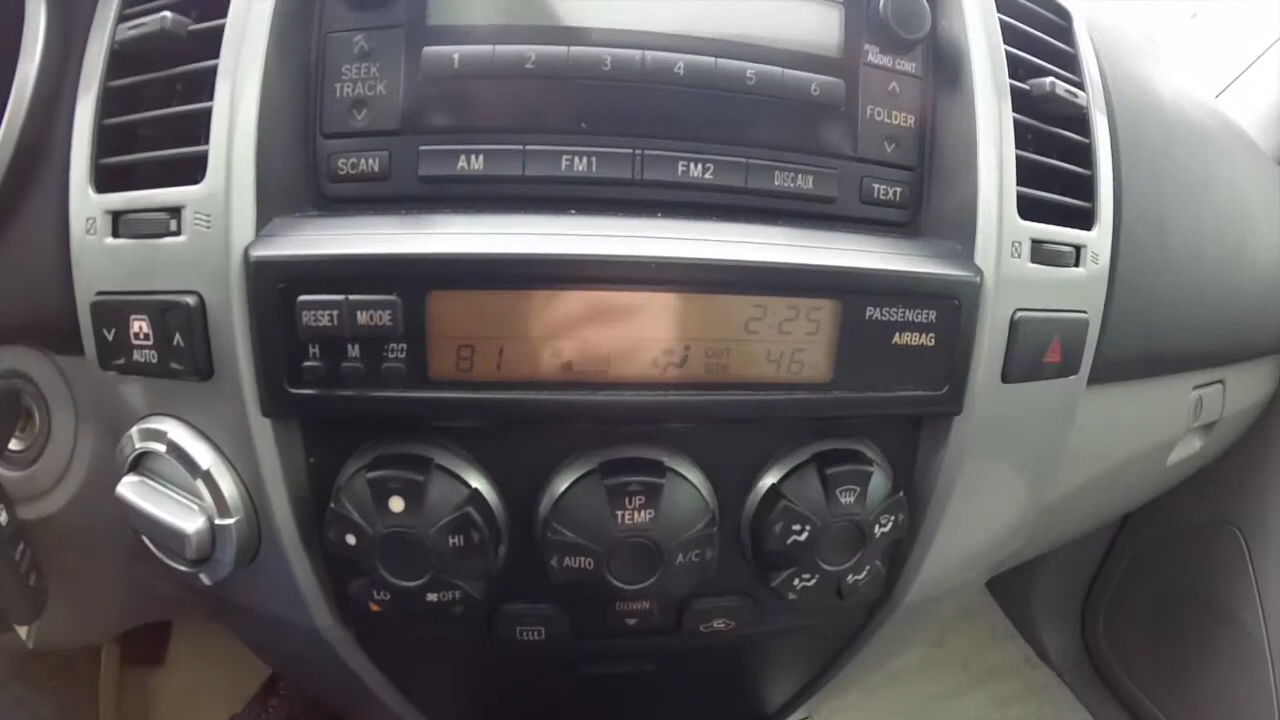 SEEK
TRACK
1 2 3 4 5 6
PUSH
AUDIO CONT
FOLDER
SCAN AM FM1 FM2 DISC·AUX TEXT
RESET MODE
H M :00
2:25
81 OUT SIDE 46
PASSENGER
AIRBAG
AUTO
HI
LO
OFF
UP
TEMP
AUTO A/C
DOWN